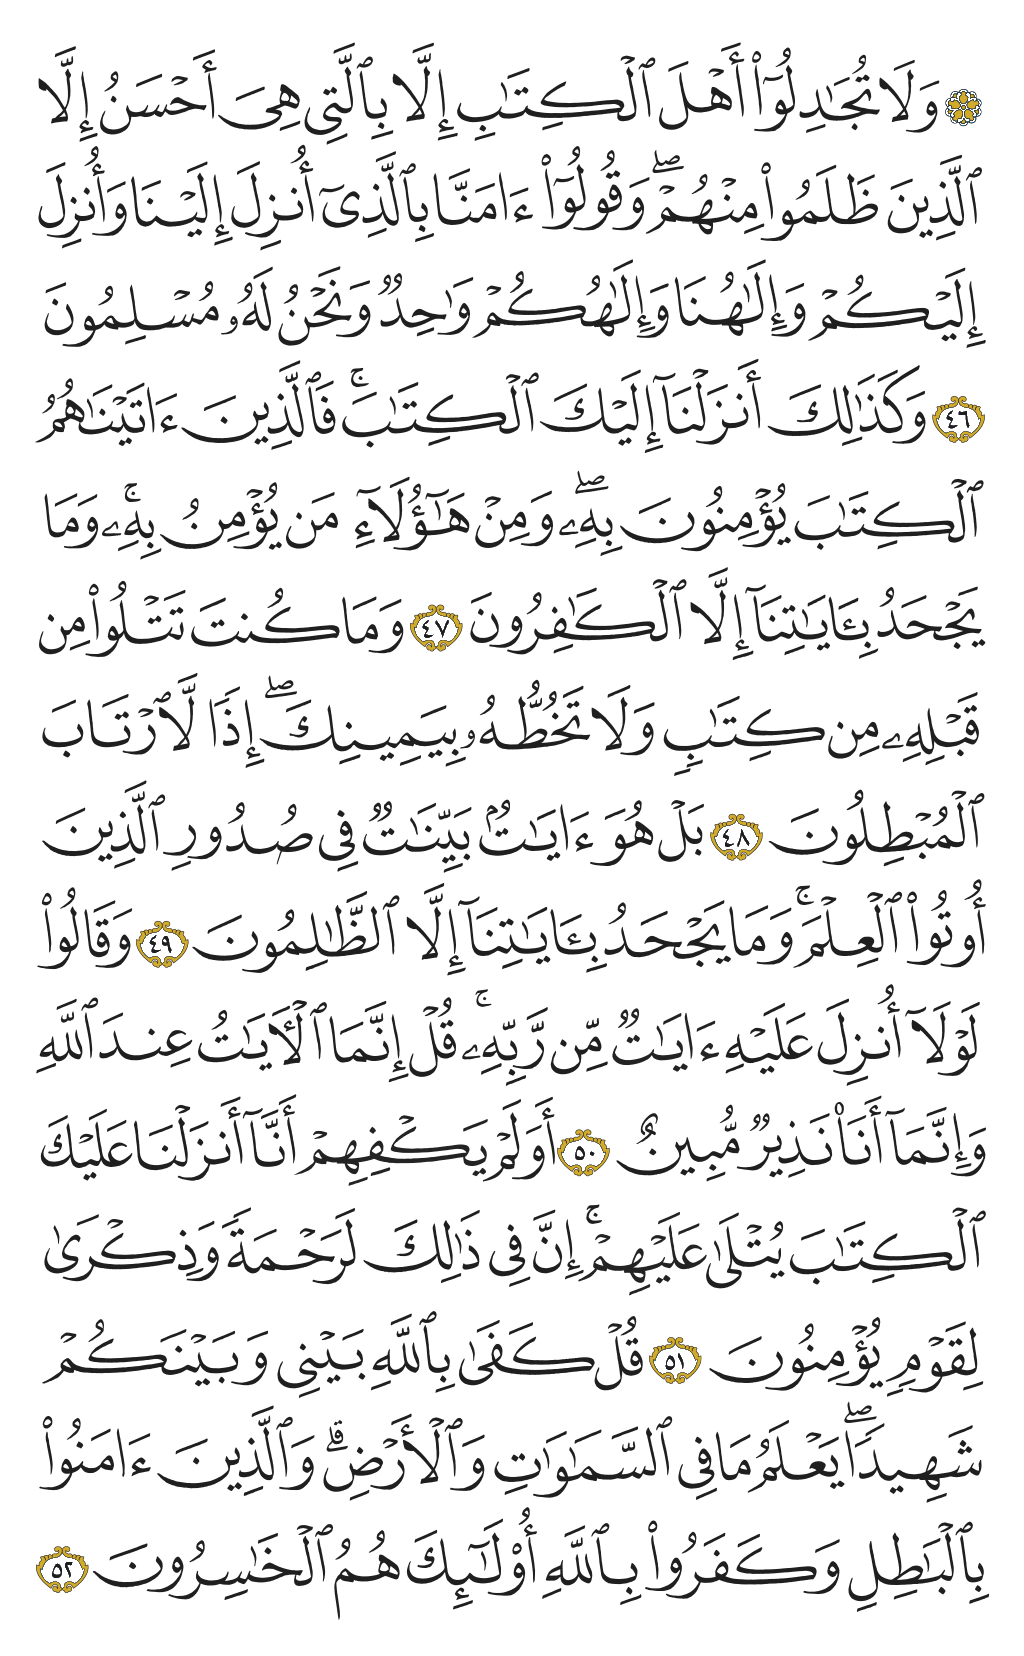 ۞ وَلَا تُجَٰدِلُوٓا۟ أَهْلَ ٱلْكِتَٰبِ إِلَّا بِٱلَّتِى هِىَ أَحْسَنُ إِلَّا
ٱلَّذِينَ ظَلَمُوا۟ مِنْهُمْ ۖ وَقُولُوٓا۟ ءَامَنَّا بِٱلَّذِىٓ أُنزِلَ إِلَيْنَا وَأُنزِلَ
إِلَيْكُمْ وَإِلَٰهُنَا وَإِلَٰهُكُمْ وَٰحِدٌ وَنَحْنُ لَهُۥ مُسْلِمُونَ
٤٦ وَكَذَٰلِكَ أَنزَلْنَآ إِلَيْكَ ٱلْكِتَٰبَ ۚ فَٱلَّذِينَ ءَاتَيْنَٰهُمُ
ٱلْكِتَٰبَ يُؤْمِنُونَ بِهِۦ ۖ وَمِنْ هَٰٓؤُلَآءِ مَن يُؤْمِنُ بِهِۦ ۚ وَمَا
يَجْحَدُ بِـَٔايَٰتِنَآ إِلَّا ٱلْكَٰفِرُونَ ٤٧ وَمَا كُنتَ تَتْلُوا۟ مِن
قَبْلِهِۦ مِن كِتَٰبٍ وَلَا تَخُطُّهُۥ بِيَمِينِكَ ۖ إِذًا لَّٱرْتَابَ
ٱلْمُبْطِلُونَ ٤٨ بَلْ هُوَ ءَايَٰتٌۢ بَيِّنَٰتٌ فِى صُدُورِ ٱلَّذِينَ
أُوتُوا۟ ٱلْعِلْمَ ۚ وَمَا يَجْحَدُ بِـَٔايَٰتِنَآ إِلَّا ٱلظَّٰلِمُونَ ٤٩ وَقَالُوا۟
لَوْلَآ أُنزِلَ عَلَيْهِ ءَايَٰتٌ مِّن رَّبِّهِۦ ۚ قُلْ إِنَّمَا ٱلْـَٔايَٰتُ عِندَ ٱللَّهِ
وَإِنَّمَآ أَنَا۠ نَذِيرٌ مُّبِينٌ ٥٠ أَوَلَمْ يَكْفِهِمْ أَنَّآ أَنزَلْنَا عَلَيْكَ
ٱلْكِتَٰبَ يُتْلَىٰ عَلَيْهِمْ ۚ إِنَّ فِى ذَٰلِكَ لَرَحْمَةً وَذِكْرَىٰ
لِقَوْمٍ يُؤْمِنُونَ ٥١ قُلْ كَفَىٰ بِٱللَّهِ بَيْنِى وَبَيْنَكُمْ
شَهِيدًا ۖ يَعْلَمُ مَا فِى ٱلسَّمَٰوَٰتِ وَٱلْأَرْضِ ۗ وَٱلَّذِينَ ءَامَنُوا۟
بِٱلْبَٰطِلِ وَكَفَرُوا۟ بِٱللَّهِ أُو۟لَٰٓئِكَ هُمُ ٱلْخَٰسِرُونَ ٥٢